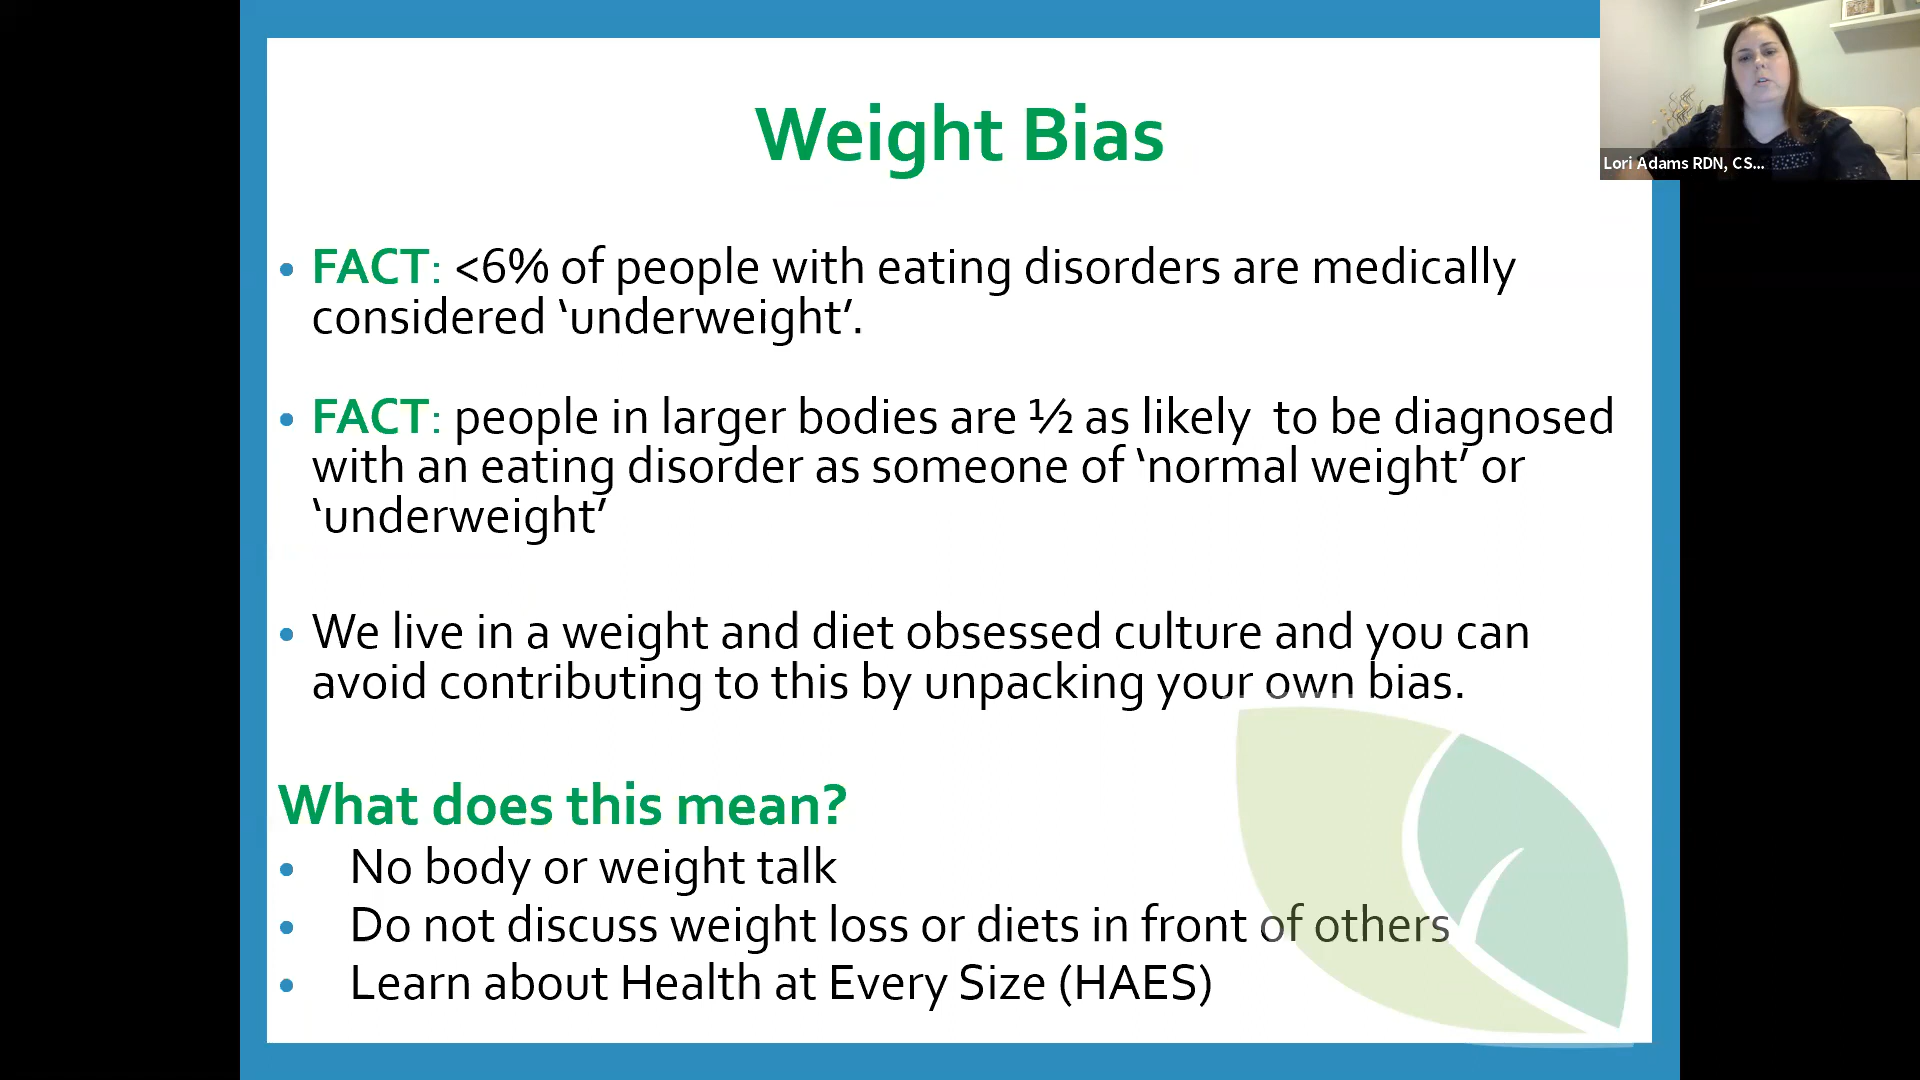 Weight Bias
Lori Adams RDN, CS...
• FACT: <6% of people with eating disorders are medically
considered ‘underweight’.
• FACT: people in larger bodies are ½ as likely  to be diagnosed
with an eating disorder as someone of ‘normal weight’ or
‘underweight’
• We live in a weight and diet obsessed culture and you can
avoid contributing to this by unpacking your own bias.
What does this mean?
• No body or weight talk
• Do not discuss weight loss or diets in front of others
• Learn about Health at Every Size (HAES)